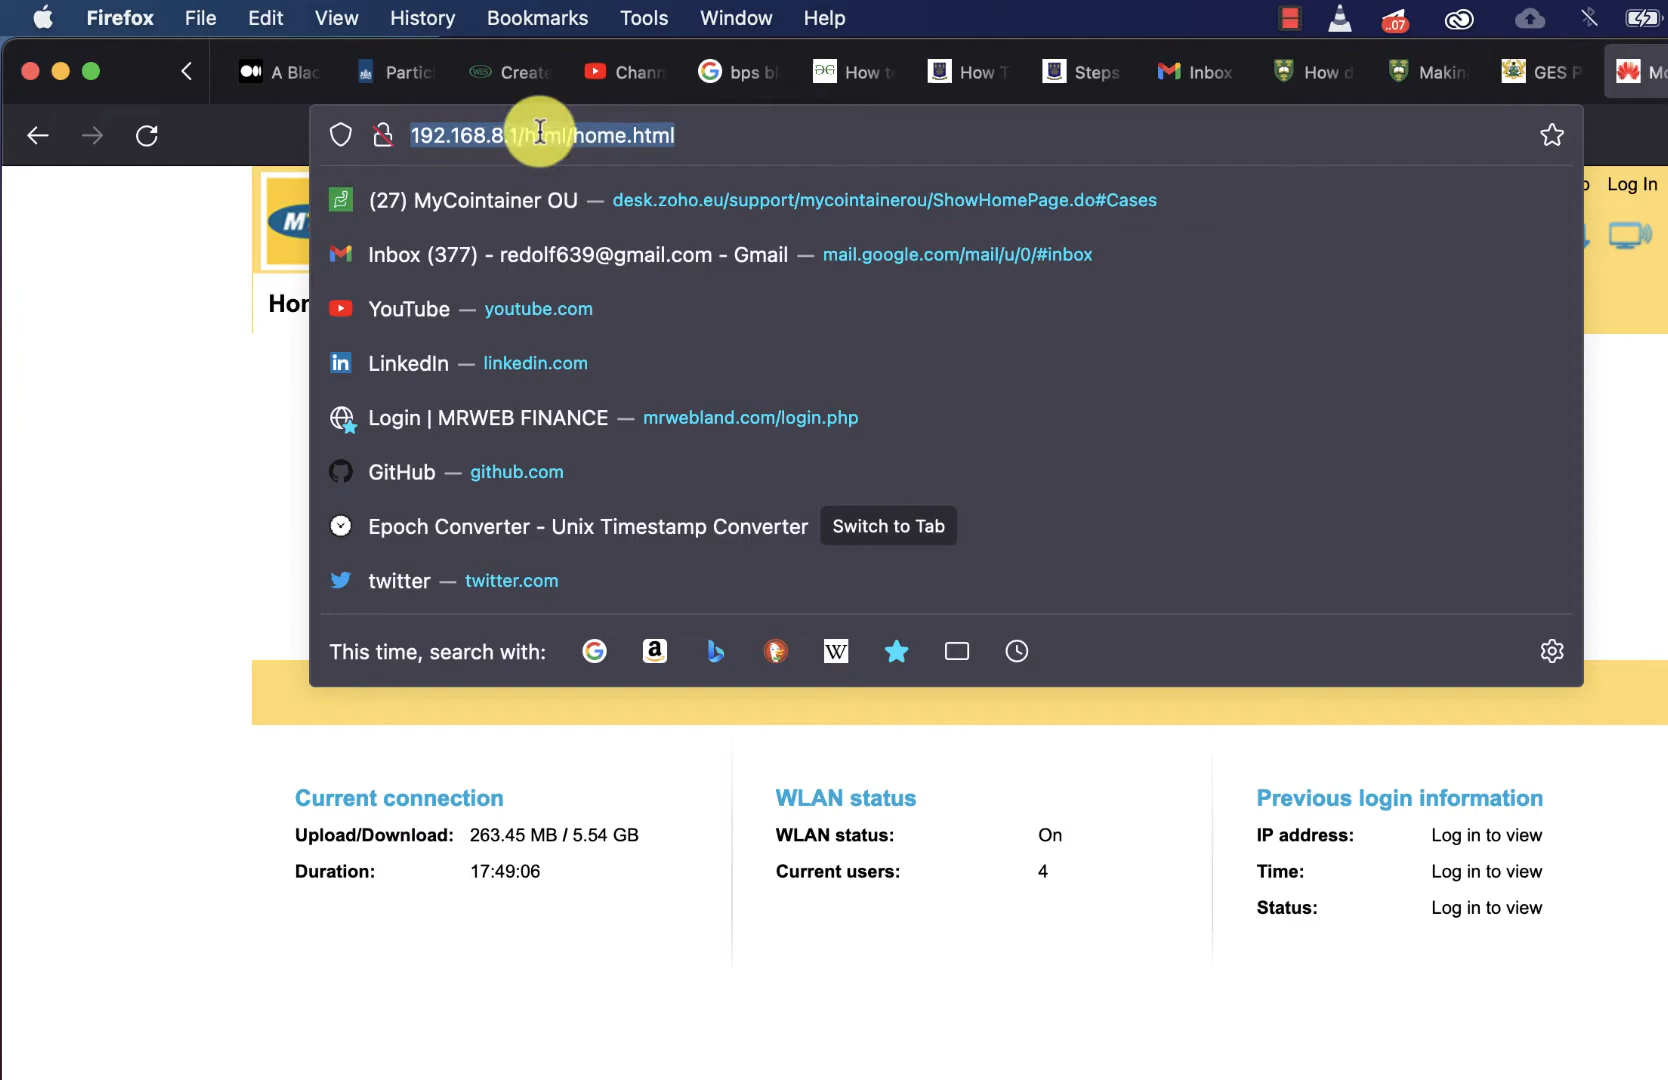 Firefox File Edit View History Bookmarks Tools Window Help
..07
A Blac Partic Create Chann bps bl How to How T Steps Inbox How d Makin GES P Mo
192.168.8.1/html/home.html
Log In
(27) MyCointainer OU — desk.zoho.eu/support/mycointainerou/ShowHomePage.do#Cases
Inbox (377) - redolf639@gmail.com - Gmail — mail.google.com/mail/u/0/#inbox
Hor
YouTube — youtube.com
LinkedIn — linkedin.com
Login | MRWEB FINANCE — mrwebland.com/login.php
GitHub — github.com
Epoch Converter - Unix Timestamp Converter Switch to Tab
twitter — twitter.com
This time, search with:
Current connection
Upload/Download: 263.45 MB / 5.54 GB
Duration: 17:49:06
WLAN status
WLAN status: On
Current users: 4
Previous login information
IP address: Log in to view
Time: Log in to view
Status: Log in to view